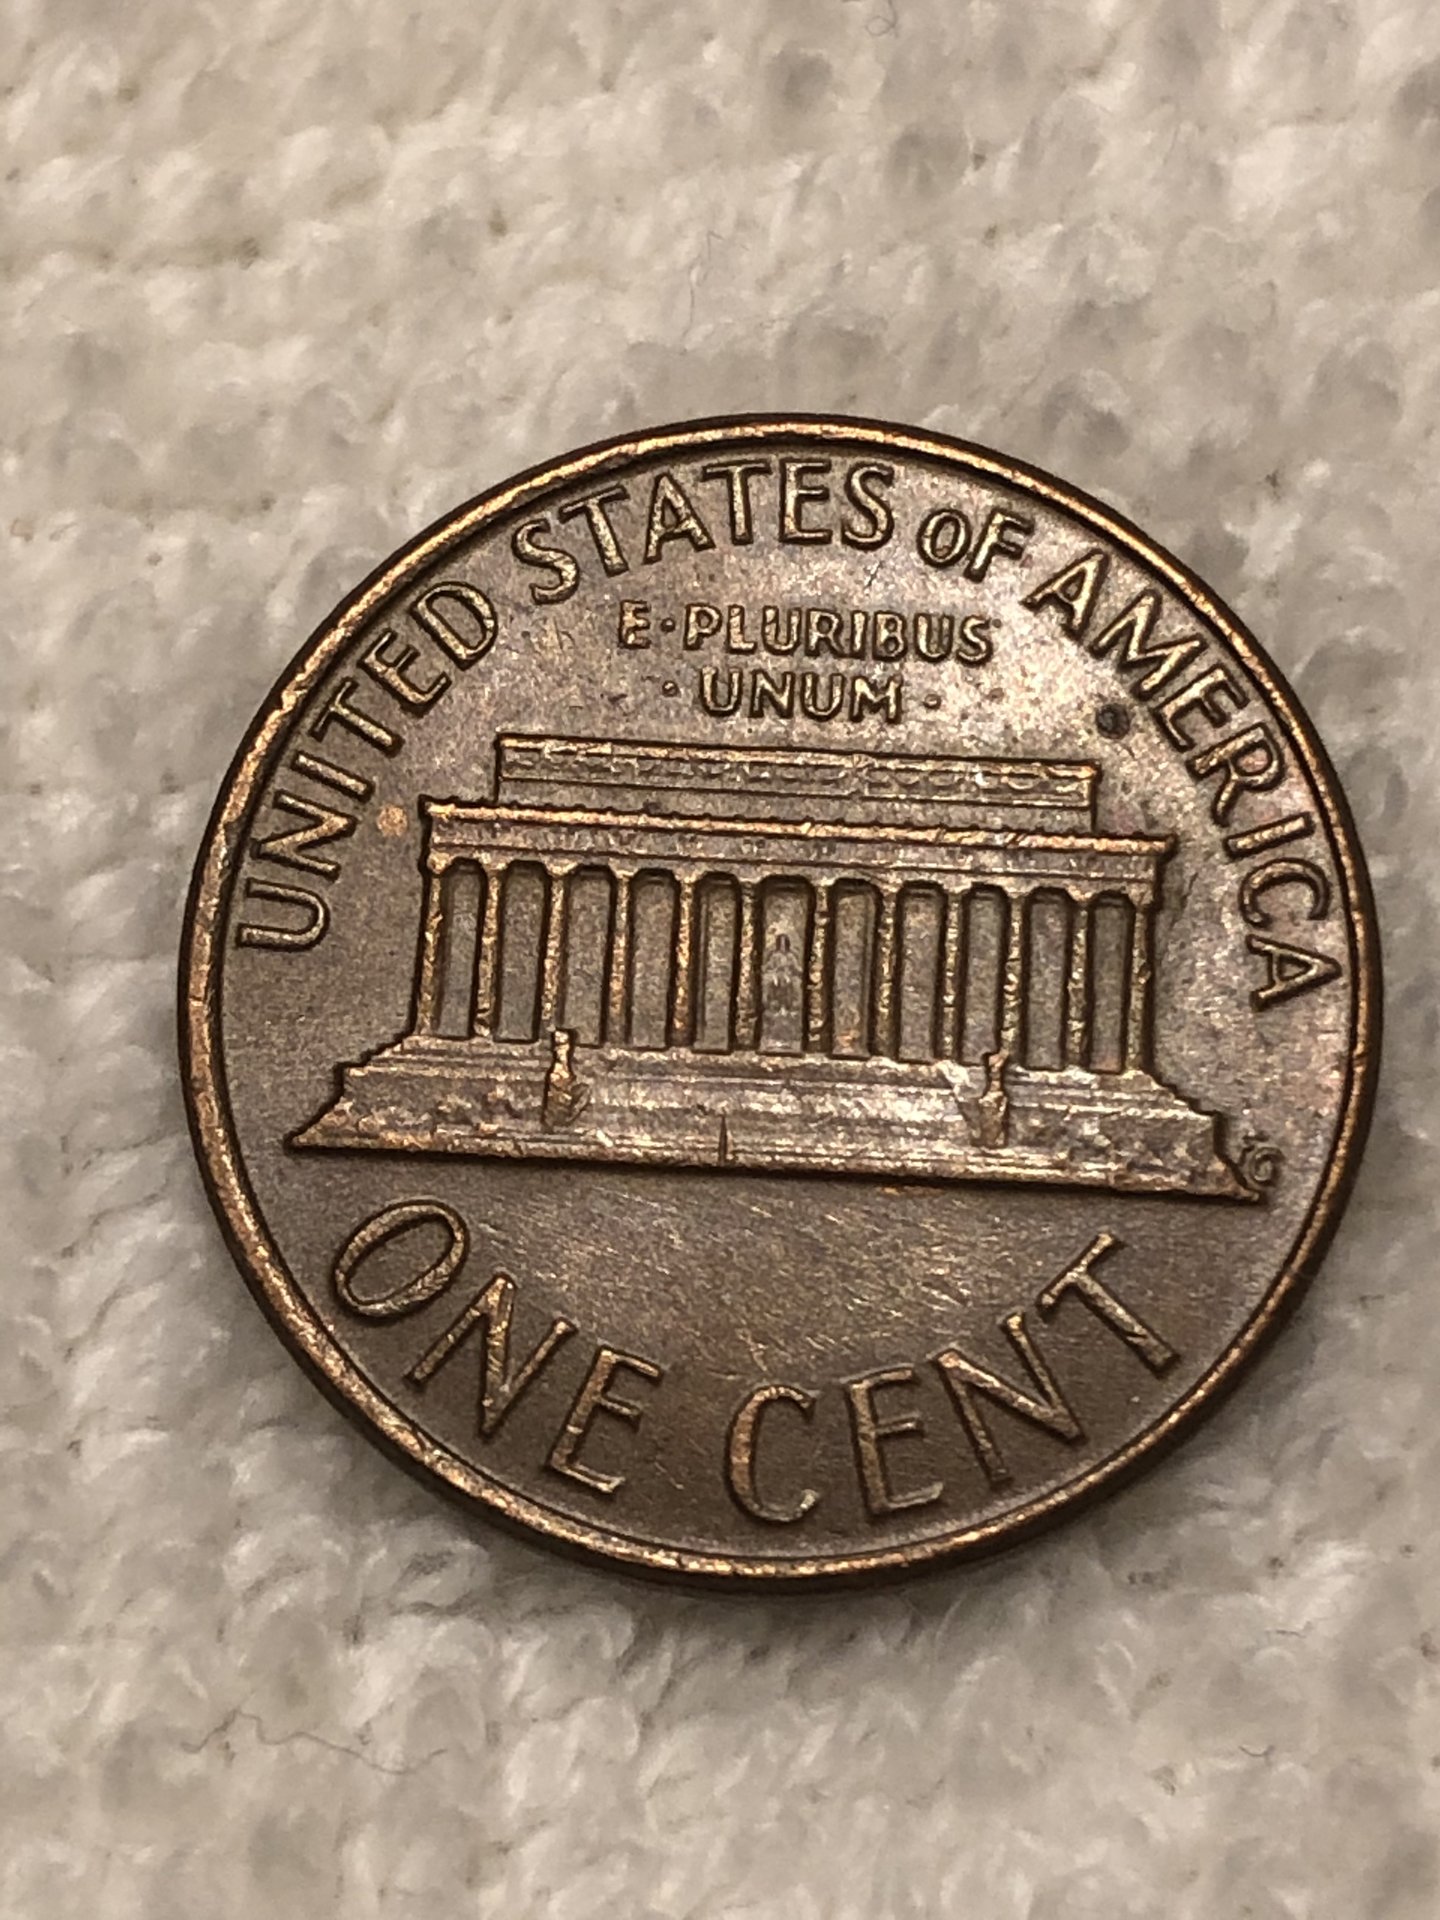 UNITED STATES OF AMERICA
E·PLURIBUS
·UNUM·
ONE CENT